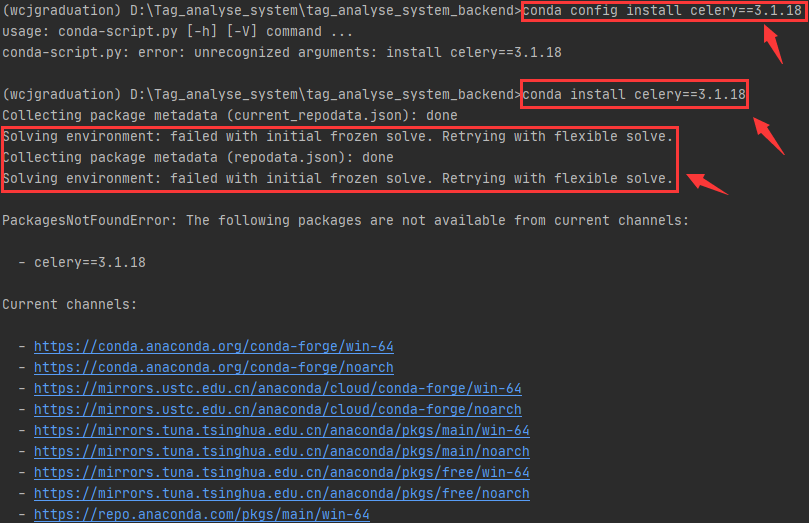 (wcjgraduation) D:\Tag_analyse_system\tag_analyse_system_backend>conda config install celery==3.1.18
usage: conda-script.py [-h] [-V] command ...
conda-script.py: error: unrecognized arguments: install celery==3.1.18
(wcjgraduation) D:\Tag_analyse_system\tag_analyse_system_backend>conda install celery==3.1.18
Collecting package metadata (current_repodata.json): done
Solving environment: failed with initial frozen solve. Retrying with flexible solve.
Collecting package metadata (repodata.json): done
Solving environment: failed with initial frozen solve. Retrying with flexible solve.
PackagesNotFoundError: The following packages are not available from current channels:
- celery==3.1.18
Current channels:
- https://conda.anaconda.org/conda-forge/win-64
- https://conda.anaconda.org/conda-forge/noarch
- https://mirrors.ustc.edu.cn/anaconda/cloud/conda-forge/win-64
- https://mirrors.ustc.edu.cn/anaconda/cloud/conda-forge/noarch
- https://mirrors.tuna.tsinghua.edu.cn/anaconda/pkgs/main/win-64
- https://mirrors.tuna.tsinghua.edu.cn/anaconda/pkgs/main/noarch
- https://mirrors.tuna.tsinghua.edu.cn/anaconda/pkgs/free/win-64
- https://mirrors.tuna.tsinghua.edu.cn/anaconda/pkgs/free/noarch
- https://repo.anaconda.com/pkgs/main/win-64